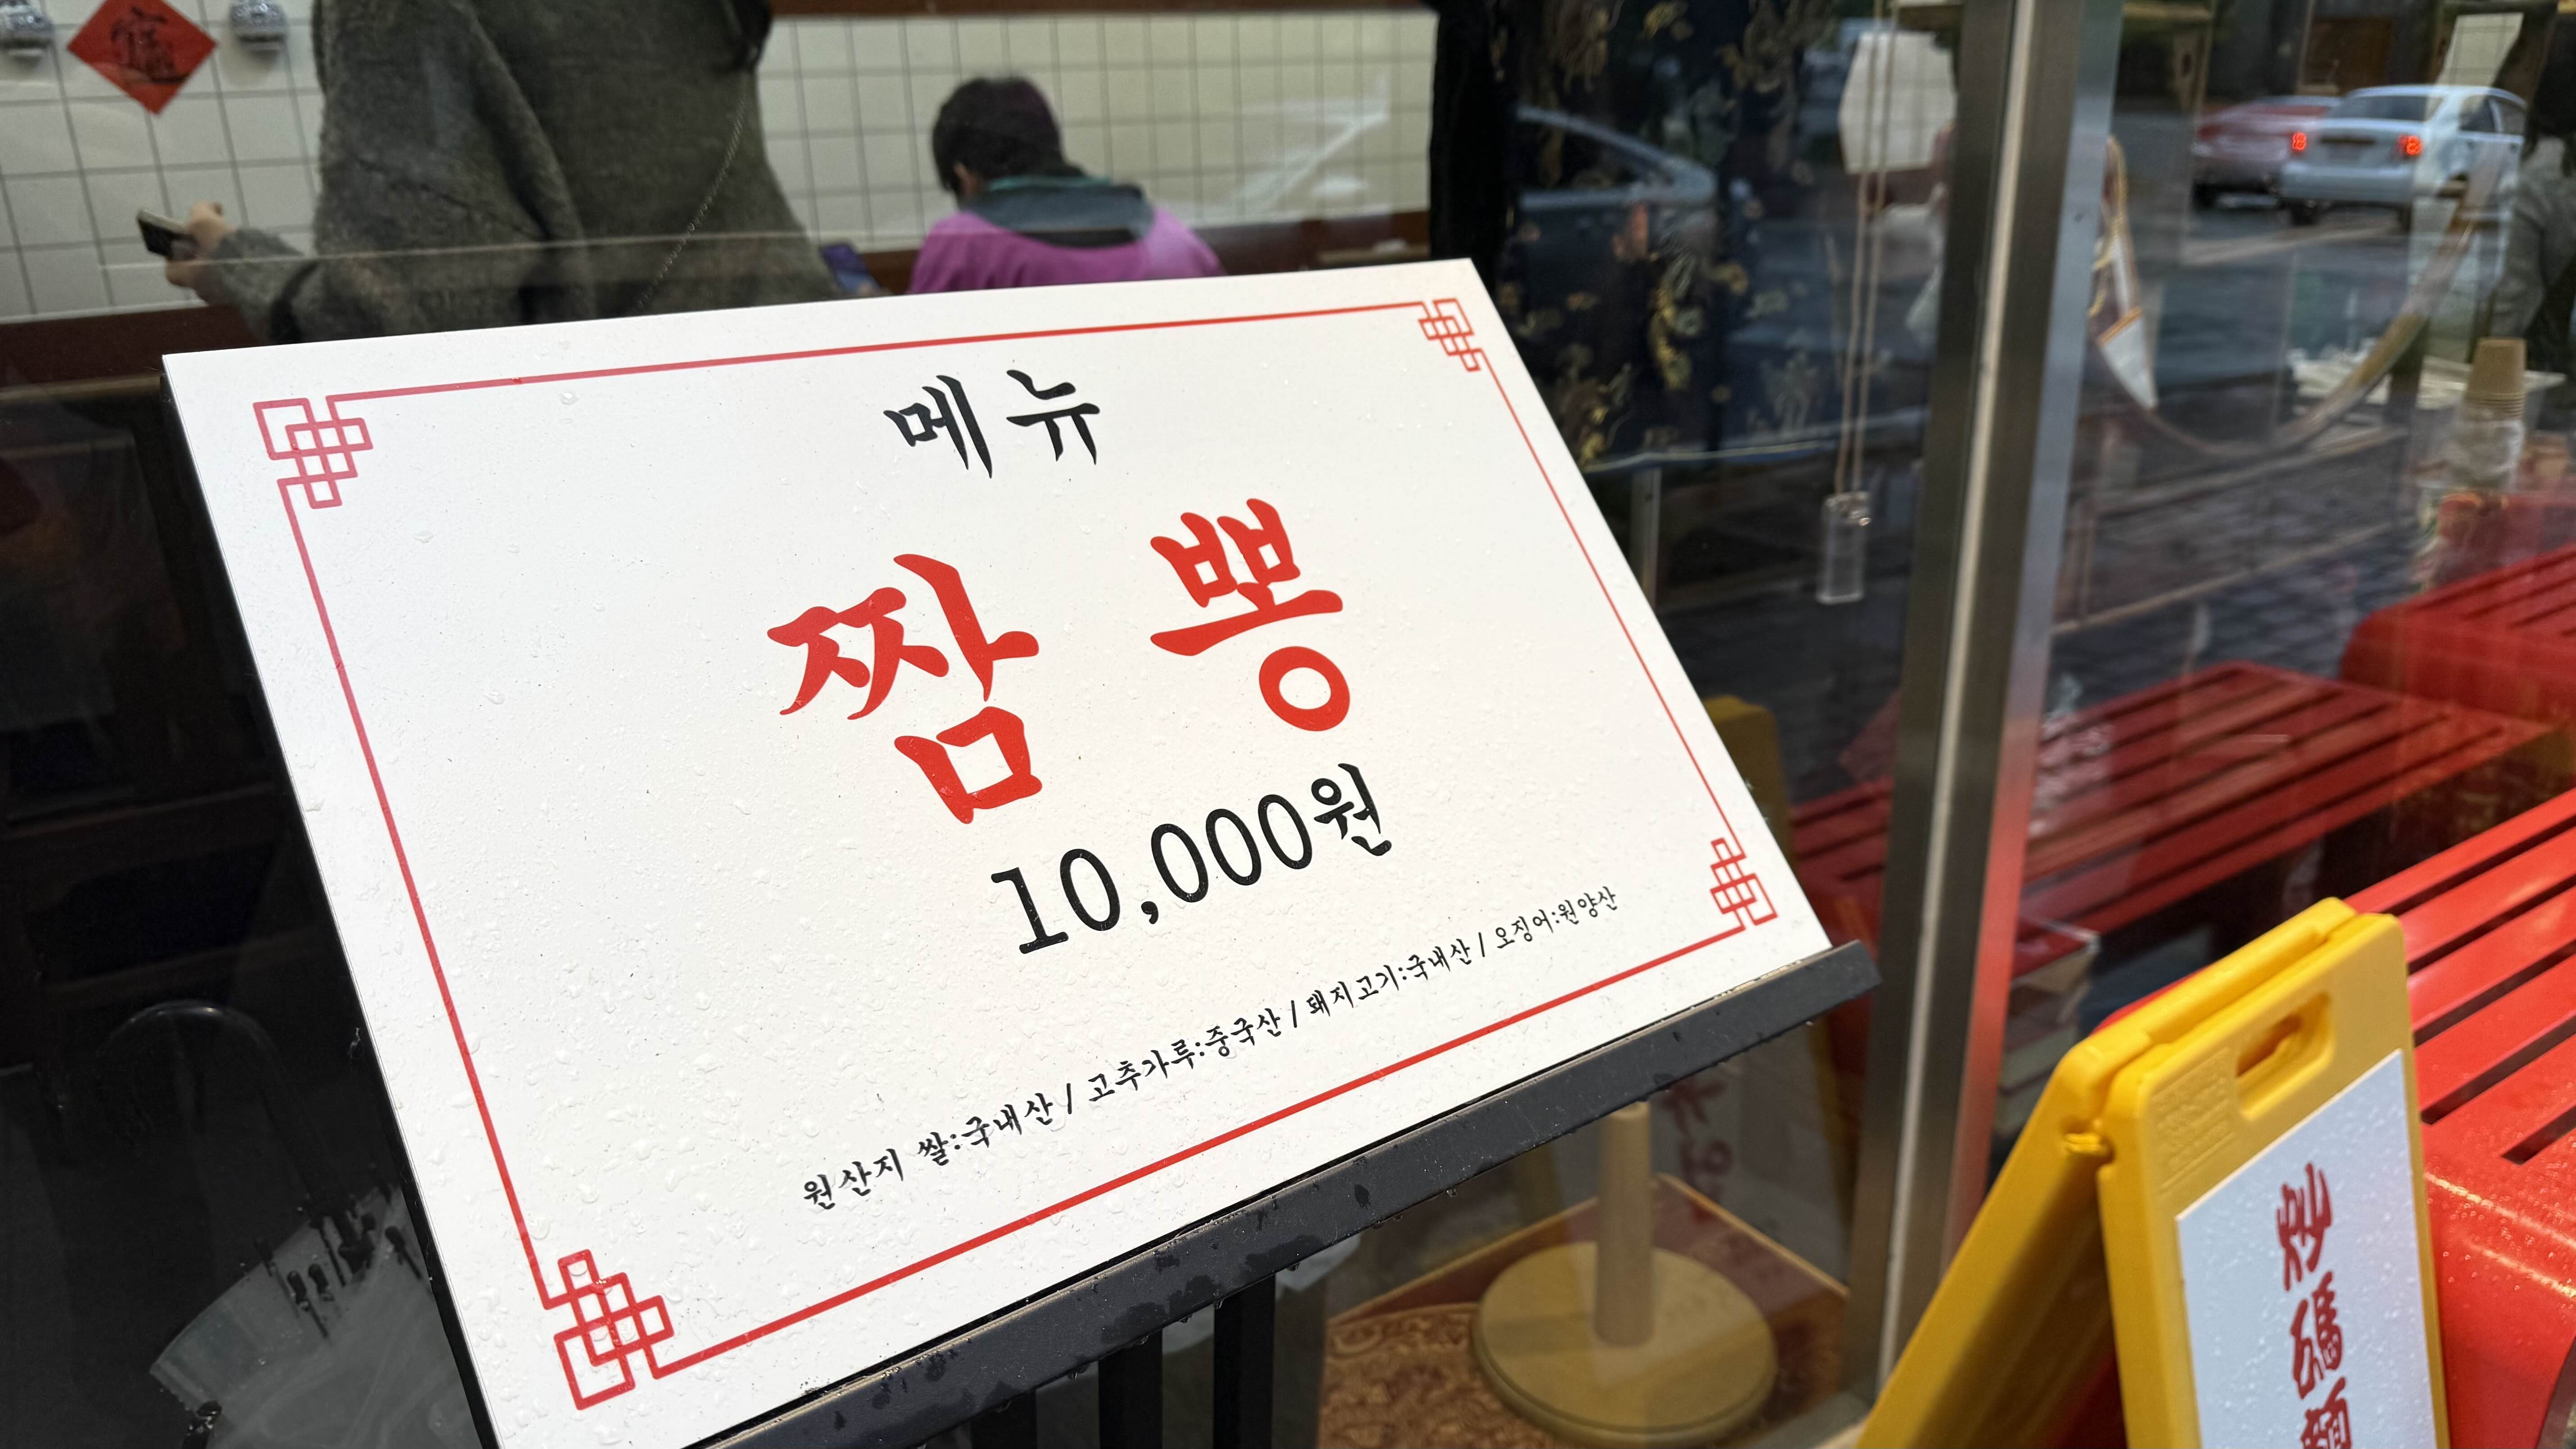 메뉴
짬뽕
10,000원
원산지 쌀:국내산 / 고추가루:중국산 / 돼지고기:국내산 / 오징어:원양산
炒碼麵